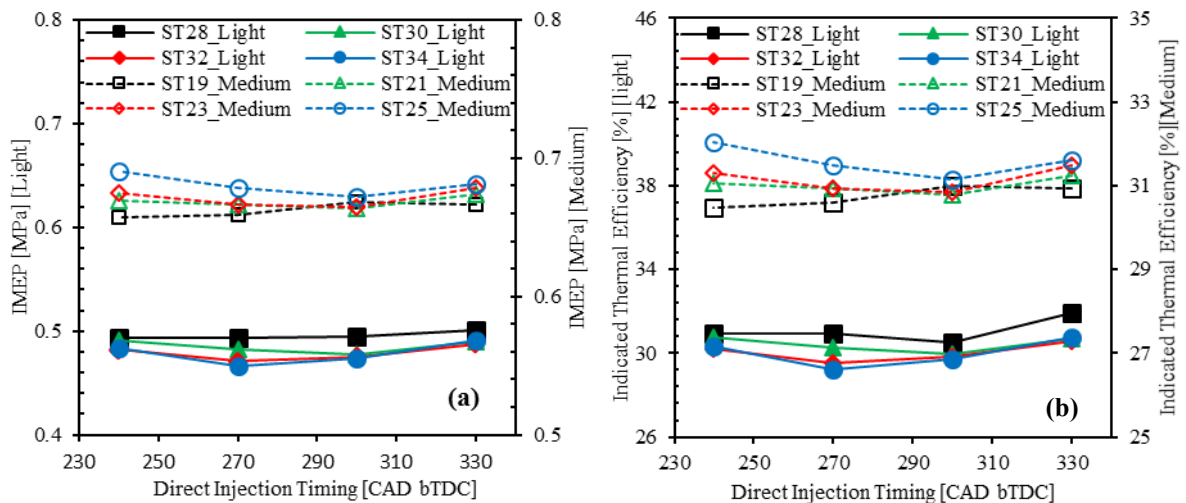 0.8
0.7
0.6
0.5
0.4
IMEP [MPa] [Light]
ST28_Light
ST30_Light
ST32_Light
ST34_Light
ST19_Medium
ST21_Medium
ST23_Medium
ST25_Medium
(a)
0.8
0.7
0.6
0.5
IMEP [MPa] [Medium]
230 250 270 290 310 330
Direct Injection Timing [CAD bTDC]
46
42
38
34
30
26
Indicated Thermal Efficiency [%] [light]
ST28_Light
ST30_Light
ST32_Light
ST34_Light
ST19_Medium
ST21_Medium
ST23_Medium
ST25_Medium
(b)
35
33
31
29
27
25
Indicated Thermal Efficiency [%][Medium]
230 250 270 290 310 330
Direct Injection Timing [CAD bTDC]